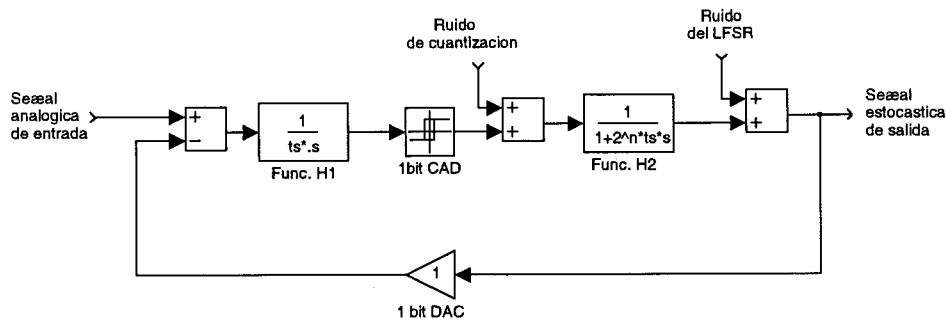 Ruido
de cuantizacion
Ruido
del LFSR
Seæal
analogica
de entrada
+
−
1
ts*.s
Func. H1
1bit CAD
+
+
1
1+2^n*ts*s
Func. H2
+
+
Seæal
estocastica
de salida
1
1 bit DAC